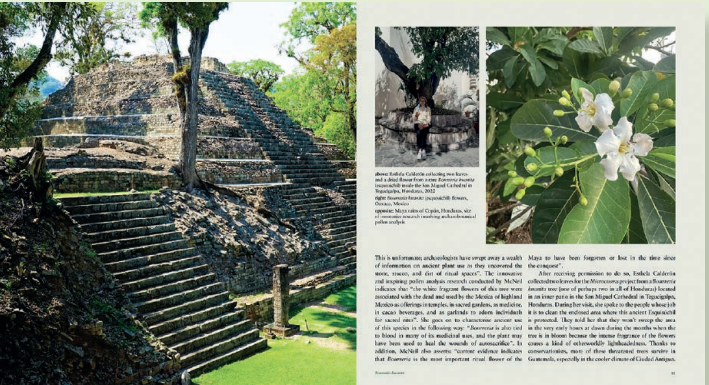 above: Esthela Calderón collecting two leaves
and a dried flower from a rare Bourreria huanita
(esquisúchil) inside the San Miguel Cathedral in
Tegucigalpa, Honduras, 2022
right: Bourreria huanita (esquisúchil) flowers,
Oaxaca, Mexico
opposite: Maya ruins of Copán, Honduras, site
of innovative research involving archaeobotanical
pollen analysis
This is unfortunate; archaeologists have swept away a wealth
of information on ancient plant use as they uncovered the
stone, stucco, and dirt of ritual spaces". The innovative
and inspiring pollen analysis research conducted by McNeil
indicates that "the white fragrant flowers of this tree were
associated with the dead and used by the Mexica of highland
Mexico as offerings in temples, in sacred gardens, as medicine,
in cacao beverages, and as garlands to adorn individuals
for sacred rites". She goes on to characterize ancient use
of this species in the following way: "Bourreria is also tied
to blood in many of its medicinal uses, and the plant may
have been used to heal the wounds of autosacrifice". In
addition, McNeil also asserts "current evidence indicates
that Bourreria is the most important ritual flower of the
Maya to have been forgotten or lost in the time since
the conquest".
After receiving permission to do so, Esthela Calderón
collected two leaves for the Microcosms project from a Bourreria
huanita tree (one of perhaps two in all of Honduras) located
in an inner patio in the San Miguel Cathedral in Tegucigalpa,
Honduras. During her visit, she spoke to the people whose job
it is to clean the enclosed area where this ancient Esquisúchil
is protected. They told her that they won't sweep the area
in the very early hours at dawn during the months when the
tree is in bloom because the intense fragrance of the flowers
causes a kind of otherworldly lightheadedness. Thanks to
conservationists, more of these threatened trees survive in
Guatemala, especially in the cooler climate of Ciudad Antigua.
Bourreria huanita